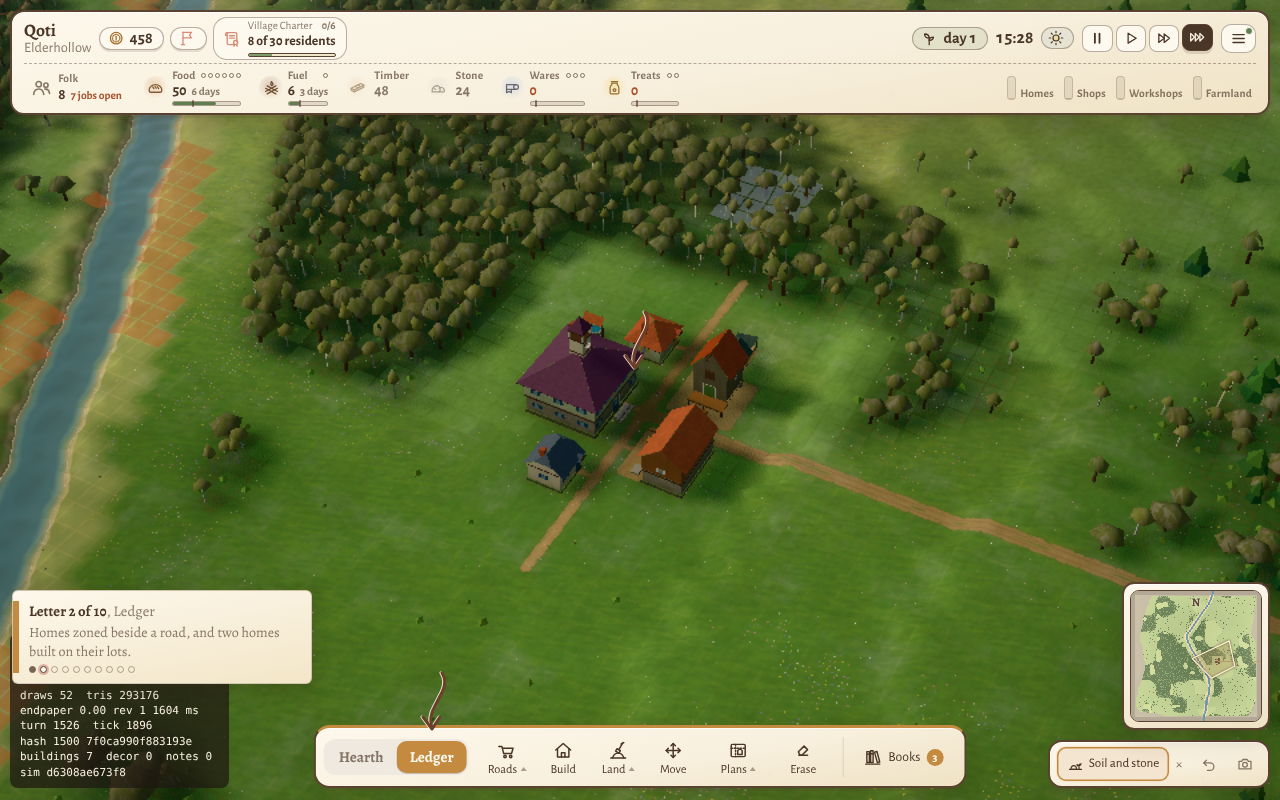 Qoti
Elderhollow
458
Village Charter 0/6
8 of 30 residents
day 1
15:28
Folk
8 7 jobs open
Food
50 6 days
Fuel
6 3 days
Timber
48
Stone
24
Wares
0
Treats
0
Homes
Shops
Workshops
Farmland
Letter 2 of 10, Ledger
Homes zoned beside a road, and two homes
built on their lots.
draws 52 tris 293176
endpaper 0.00 rev 1 1604 ms
turn 1526 tick 1896
hash 1500 7f0ca990f883193e
buildings 7 decor 0 notes 0
sim d6308ae673f8
Hearth
Ledger
Roads
Build
Land
Move
Plans
Erase
Books 3
N
Soil and stone ×